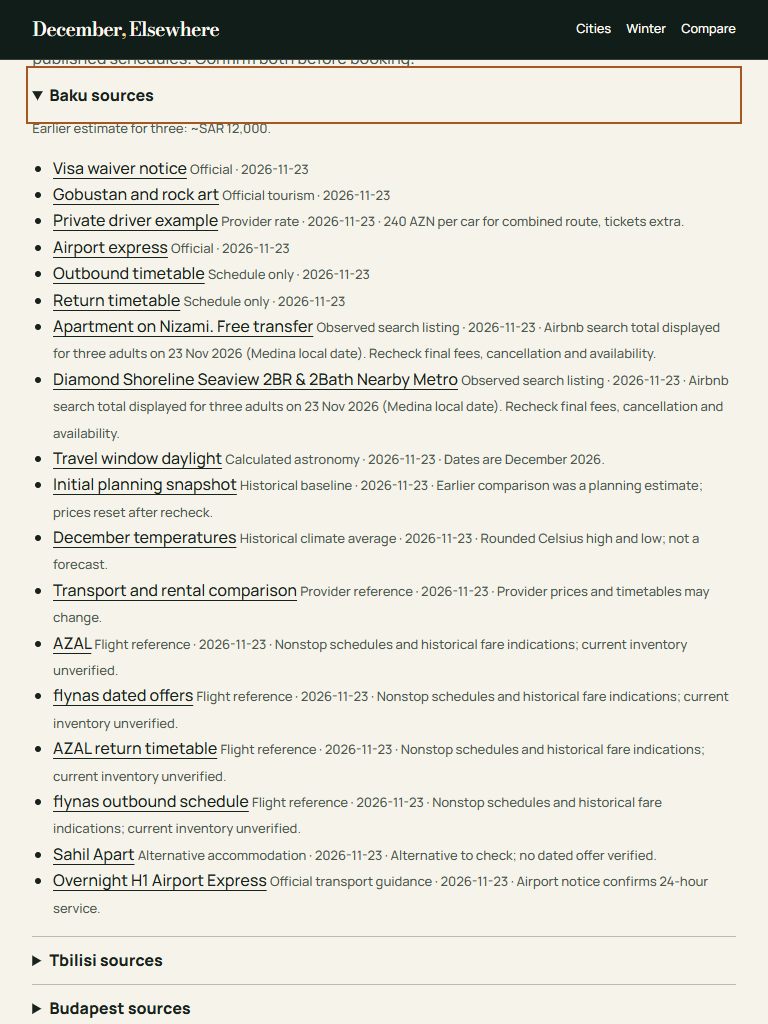 December, Elsewhere
Cities Winter Compare
published schedules. Confirm both before booking.
Baku sources
Earlier estimate for three: ~SAR 12,000.
Visa waiver notice Official · 2026-11-23
Gobustan and rock art Official tourism · 2026-11-23
Private driver example Provider rate · 2026-11-23 · 240 AZN per car for combined route, tickets extra.
Airport express Official · 2026-11-23
Outbound timetable Schedule only · 2026-11-23
Return timetable Schedule only · 2026-11-23
Apartment on Nizami. Free transfer Observed search listing · 2026-11-23 · Airbnb search total displayed
for three adults on 23 Nov 2026 (Medina local date). Recheck final fees, cancellation and availability.
Diamond Shoreline Seaview 2BR & 2Bath Nearby Metro Observed search listing · 2026-11-23 · Airbnb
search total displayed for three adults on 23 Nov 2026 (Medina local date). Recheck final fees, cancellation and
availability.
Travel window daylight Calculated astronomy · 2026-11-23 · Dates are December 2026.
Initial planning snapshot Historical baseline · 2026-11-23 · Earlier comparison was a planning estimate;
prices reset after recheck.
December temperatures Historical climate average · 2026-11-23 · Rounded Celsius high and low; not a
forecast.
Transport and rental comparison Provider reference · 2026-11-23 · Provider prices and timetables may
change.
AZAL Flight reference · 2026-11-23 · Nonstop schedules and historical fare indications; current inventory
unverified.
flynas dated offers Flight reference · 2026-11-23 · Nonstop schedules and historical fare indications; current
inventory unverified.
AZAL return timetable Flight reference · 2026-11-23 · Nonstop schedules and historical fare indications;
current inventory unverified.
flynas outbound schedule Flight reference · 2026-11-23 · Nonstop schedules and historical fare
indications; current inventory unverified.
Sahil Apart Alternative accommodation · 2026-11-23 · Alternative to check; no dated offer verified.
Overnight H1 Airport Express Official transport guidance · 2026-11-23 · Airport notice confirms 24-hour
service.
Tbilisi sources
Budapest sources